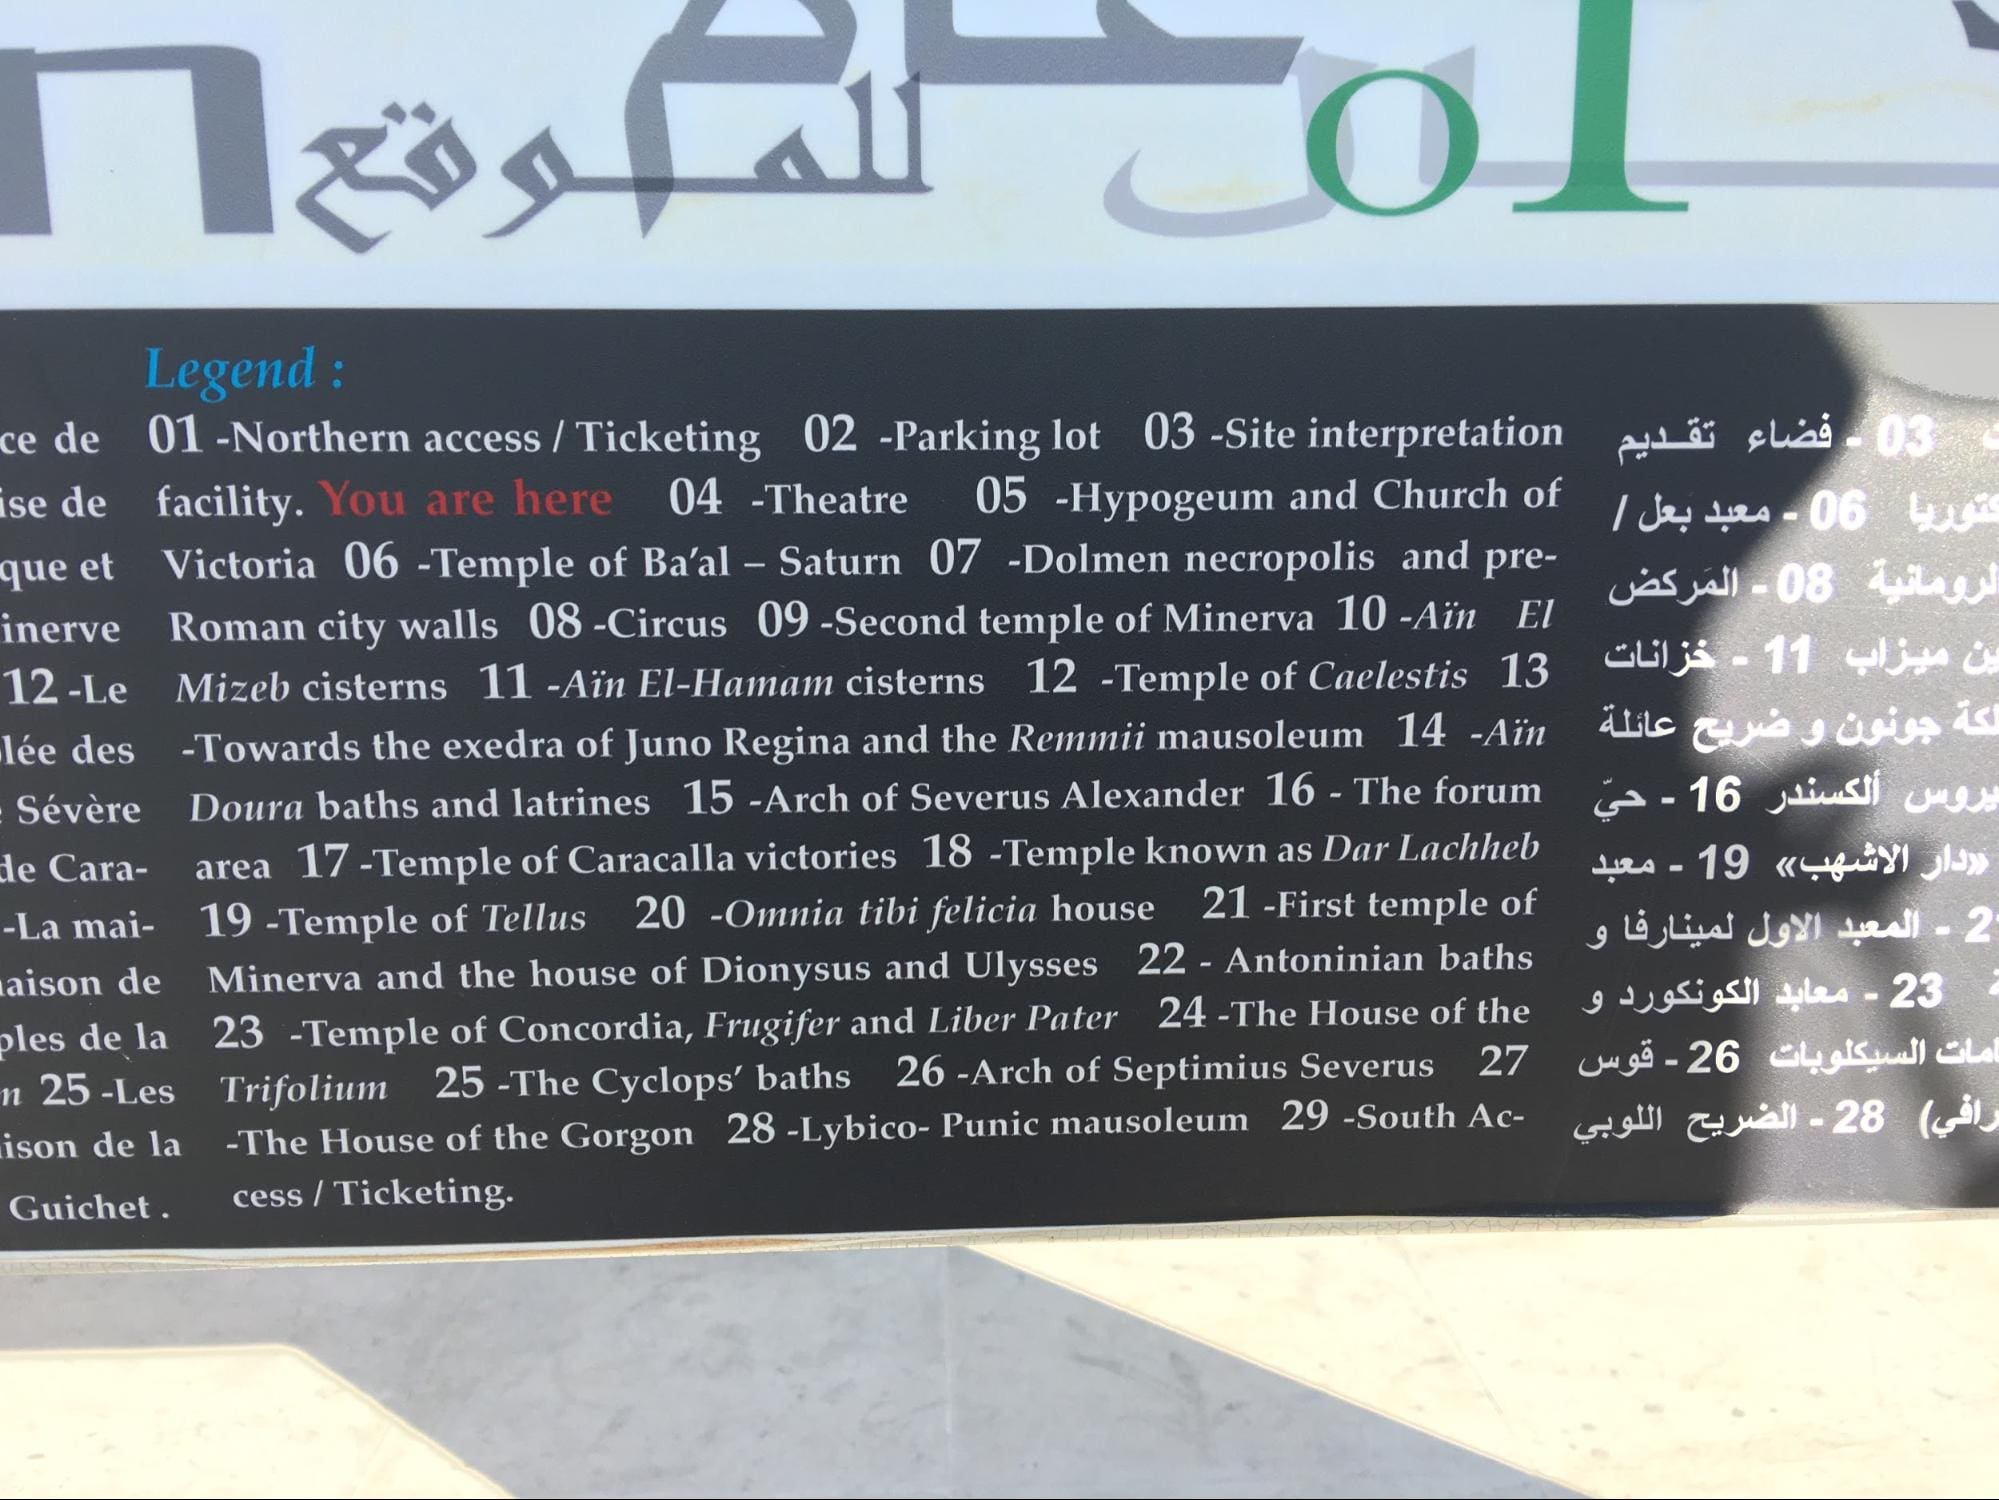 n
للموقع
of
ce de
ise de
que et
inerve
12 -Le
lée des
Sévère
de Cara-
-La mai-
aison de
ples de la
n 25 -Les
ison de la
Guichet .
Legend :
01 -Northern access / Ticketing 02 -Parking lot 03 -Site interpretation
facility. You are here 04 -Theatre 05 -Hypogeum and Church of
Victoria 06 -Temple of Ba’al – Saturn 07 -Dolmen necropolis and pre-
Roman city walls 08 -Circus 09 -Second temple of Minerva 10 -Aïn El
Mizeb cisterns 11 -Aïn El-Hamam cisterns 12 -Temple of Caelestis 13
-Towards the exedra of Juno Regina and the Remmii mausoleum 14 -Aïn
Doura baths and latrines 15 -Arch of Severus Alexander 16 - The forum
area 17 -Temple of Caracalla victories 18 -Temple known as Dar Lachheb
19 -Temple of Tellus 20 -Omnia tibi felicia house 21 -First temple of
Minerva and the house of Dionysus and Ulysses 22 - Antoninian baths
23 -Temple of Concordia, Frugifer and Liber Pater 24 -The House of the
Trifolium 25 -The Cyclops’ baths 26 -Arch of Septimius Severus 27
-The House of the Gorgon 28 -Lybico- Punic mausoleum 29 -South Ac-
cess / Ticketing.
03 - فضاء تقديم
كتوريا 06 - معبد بعل /
الرومانية 08 - المَركض
ين ميزاب 11 - خزانات
لكة جونون و ضريح عائلة
يروس ألكسندر 16 - حيّ
«دار الاشهب» 19 - معبد
2 - المعبد الاول لمينارفا و
23 - معابد الكونكورد و
امات السيكلوبات 26 - قوس
رافي) 28 - الضريح اللوبي